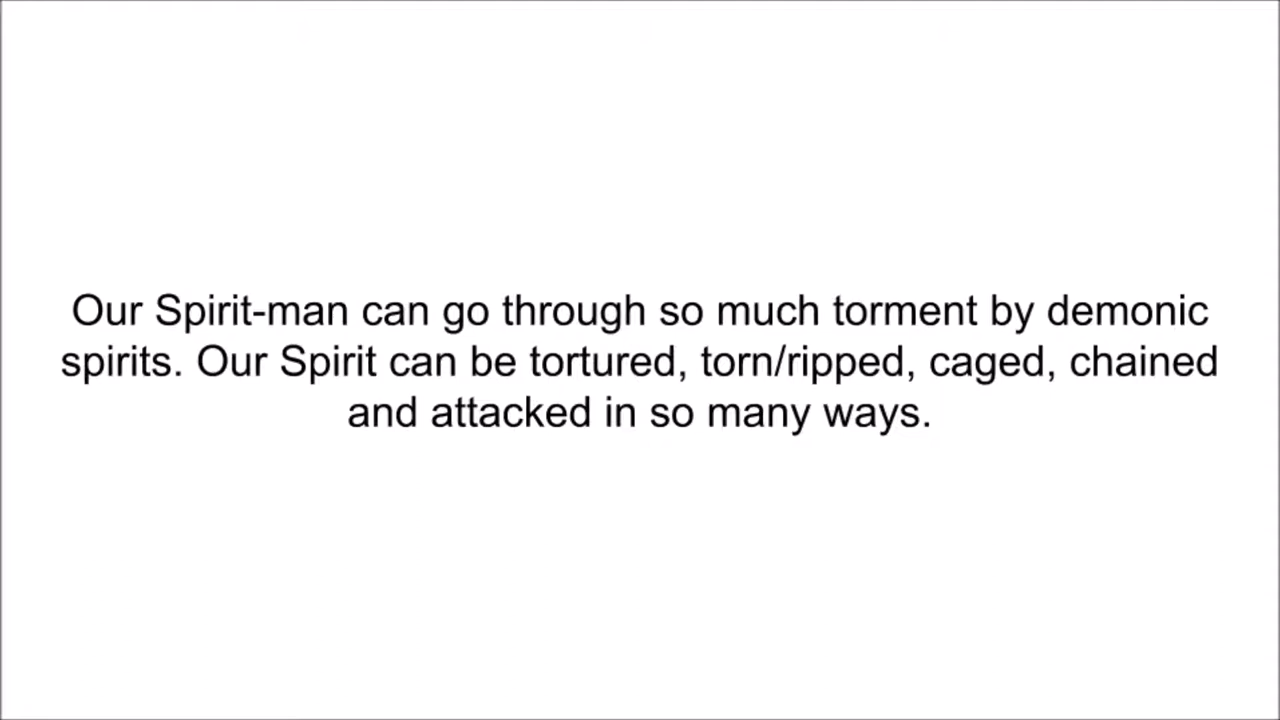 Our Spirit-man can go through so much torment by demonic
spirits. Our Spirit can be tortured, torn/ripped, caged, chained
and attacked in so many ways.